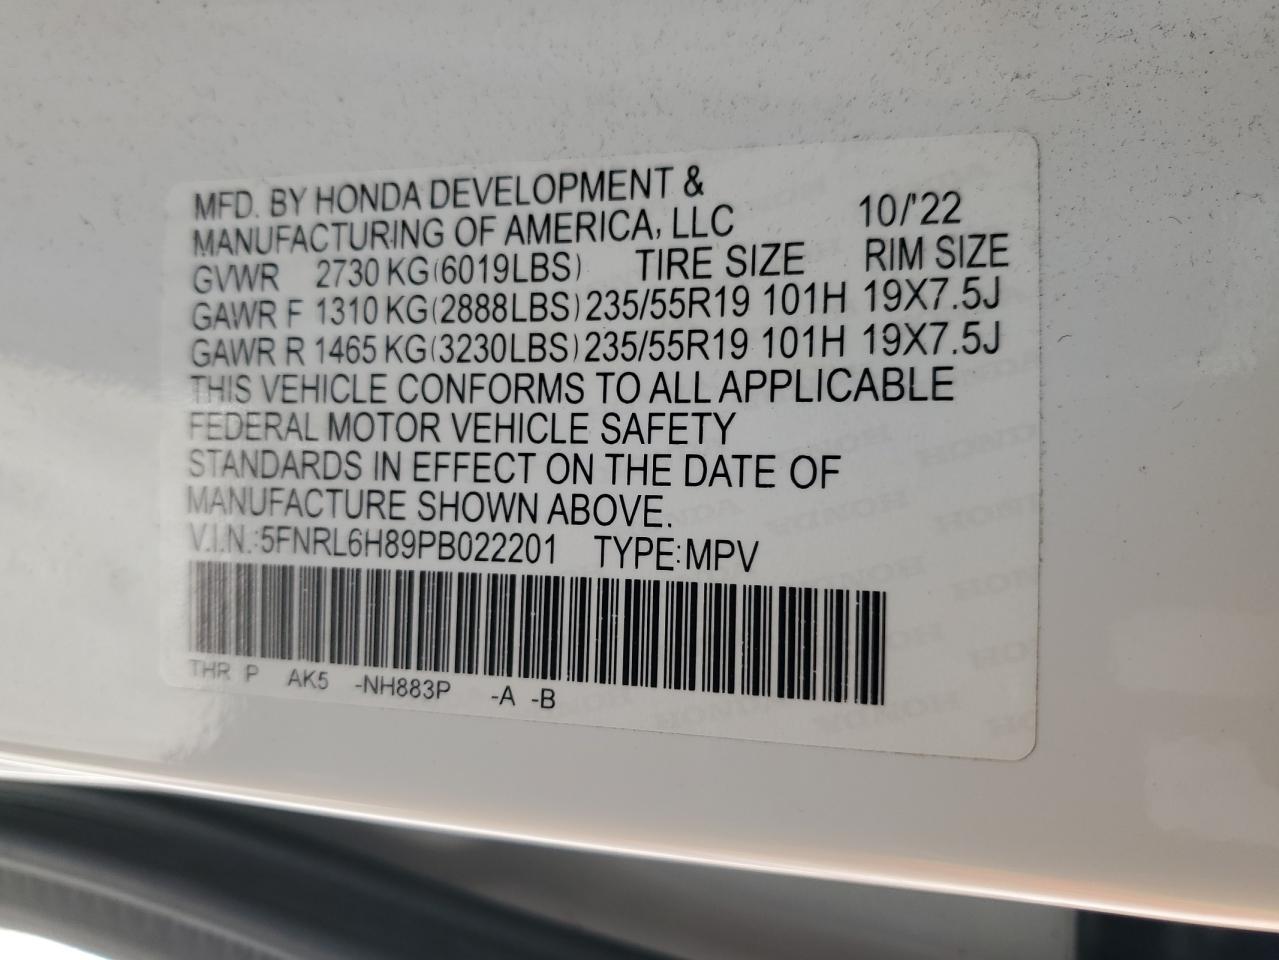 MFD. BY HONDA DEVELOPMENT &
MANUFACTURING OF AMERICA, LLC 10/'22
GVWR 2730 KG(6019LBS) TIRE SIZE RIM SIZE
GAWR F 1310 KG(2888LBS) 235/55R19 101H 19X7.5J
GAWR R 1465 KG(3230LBS) 235/55R19 101H 19X7.5J
THIS VEHICLE CONFORMS TO ALL APPLICABLE
FEDERAL MOTOR VEHICLE SAFETY
STANDARDS IN EFFECT ON THE DATE OF
MANUFACTURE SHOWN ABOVE.
V.I.N.:5FNRL6H89PB022201 TYPE:MPV
THR P AK5 -NH883P -A -B